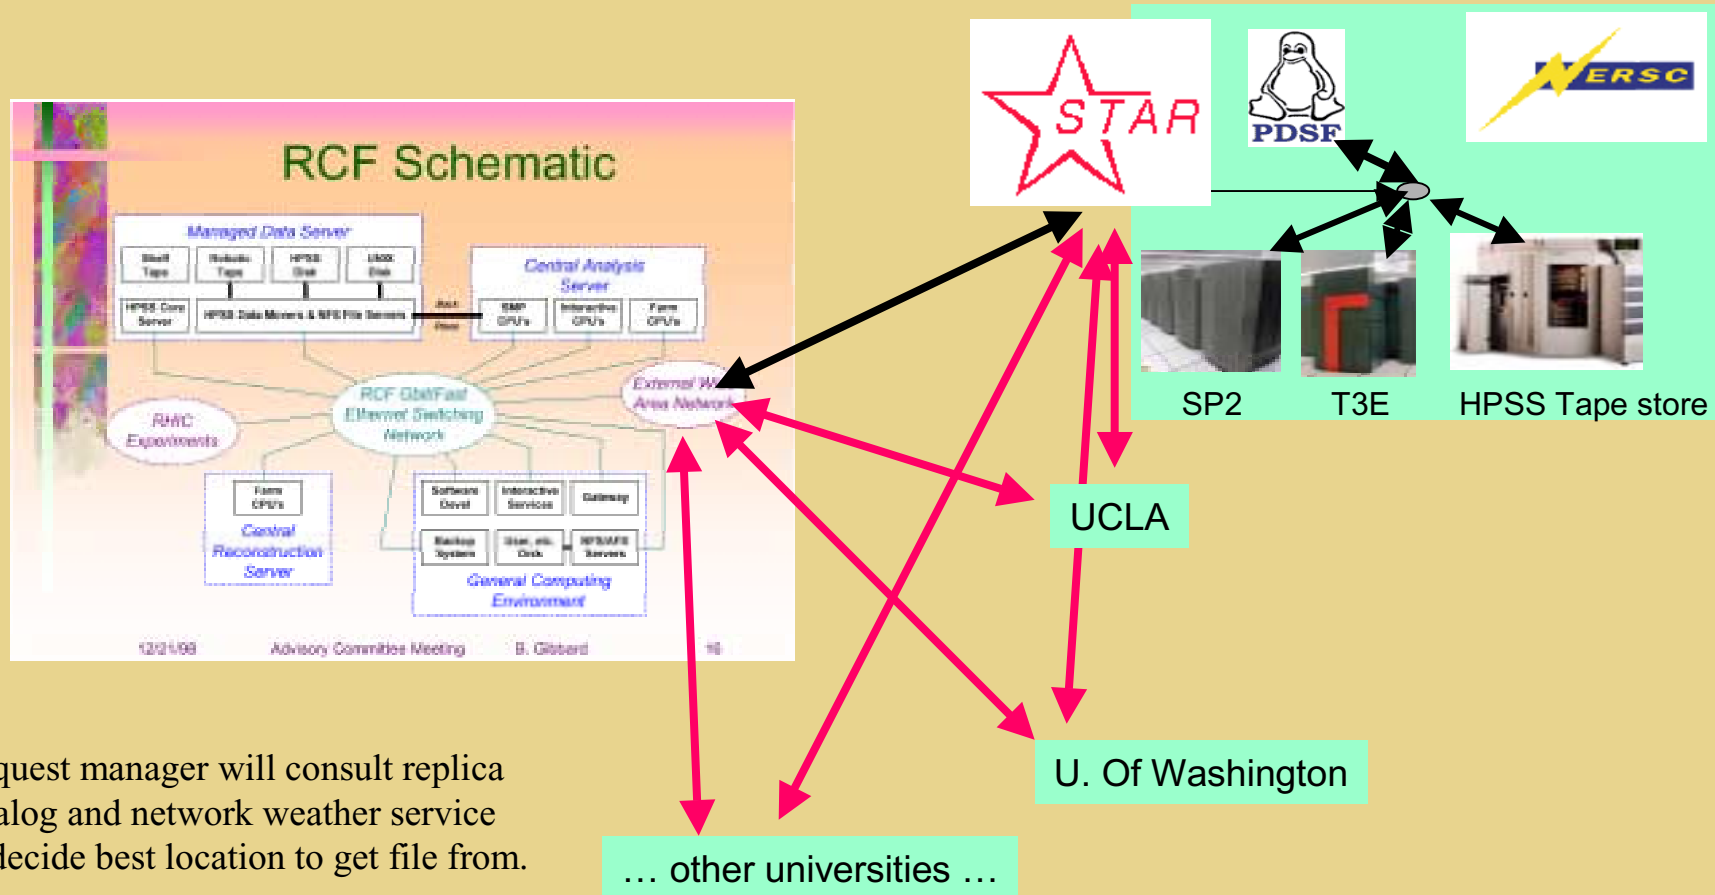 STAR
PDSF
NERSC
RCF Schematic
Managed Data Server
Shelf Tape
Robotic Tape
HPSS Disk
UNIX Disk
HPSS Core Server
HPSS Data Movers & NFS File Servers
Central Analysis Server
SMP CPU's
Interactive CPU's
Farm CPU's
RCF Gbit/Fast
Ethernet Switching
Network
External
Area Network
RHIC
Experiments
Farm CPU's
Central
Reconstruction
Server
Software Devel
Interactive Services
Gateway
Backup System
User, etc. Disk
NFS/AFS Servers
General Computing
Environment
Advisory Committee Meeting
B. Gibbard
SP2
T3E
HPSS Tape store
UCLA
U. Of Washington
… other universities …
quest manager will consult replica
alog and network weather service
decide best location to get file from.